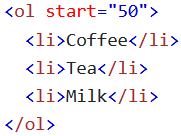 <ol start="50">
  <li>Coffee</li>
  <li>Tea</li>
  <li>Milk</li>
</ol>